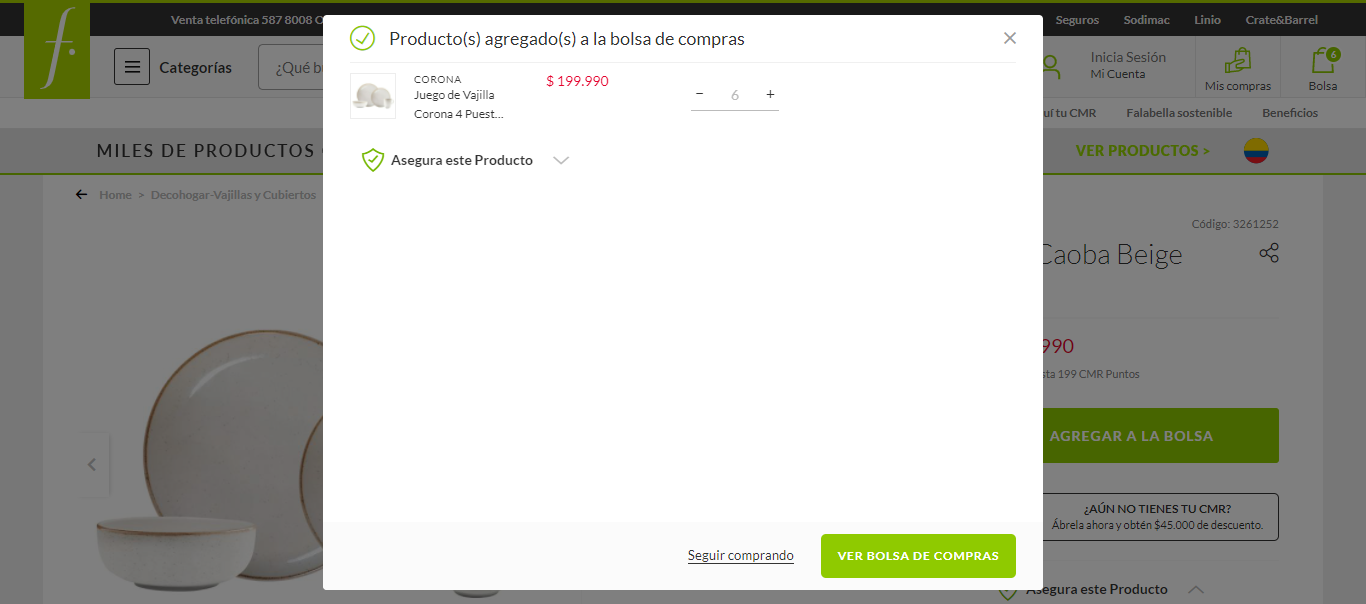 Venta telefónica 587 8008
Seguros Sodimac Linio Crate&Barrel
f.
Categorías
¿Qué
Inicia Sesión
Mi Cuenta
Mis compras
6
Bolsa
CMR Falabella sostenible Beneficios
MILES DE PRODUCTOS
VER PRODUCTOS >
Producto(s) agregado(s) a la bolsa de compras
CORONA
Juego de Vajilla
Corona 4 Puest...
$ 199.990
− 6 +
Asegura este Producto
Home > Decohogar-Vajillas y Cubiertos
Código: 3261252
Caoba Beige
990
199 CMR Puntos
AGREGAR A LA BOLSA
¿AÚN NO TIENES TU CMR?
Ábrela ahora y obtén $45.000 de descuento.
Asegura este Producto
Seguir comprando
VER BOLSA DE COMPRAS